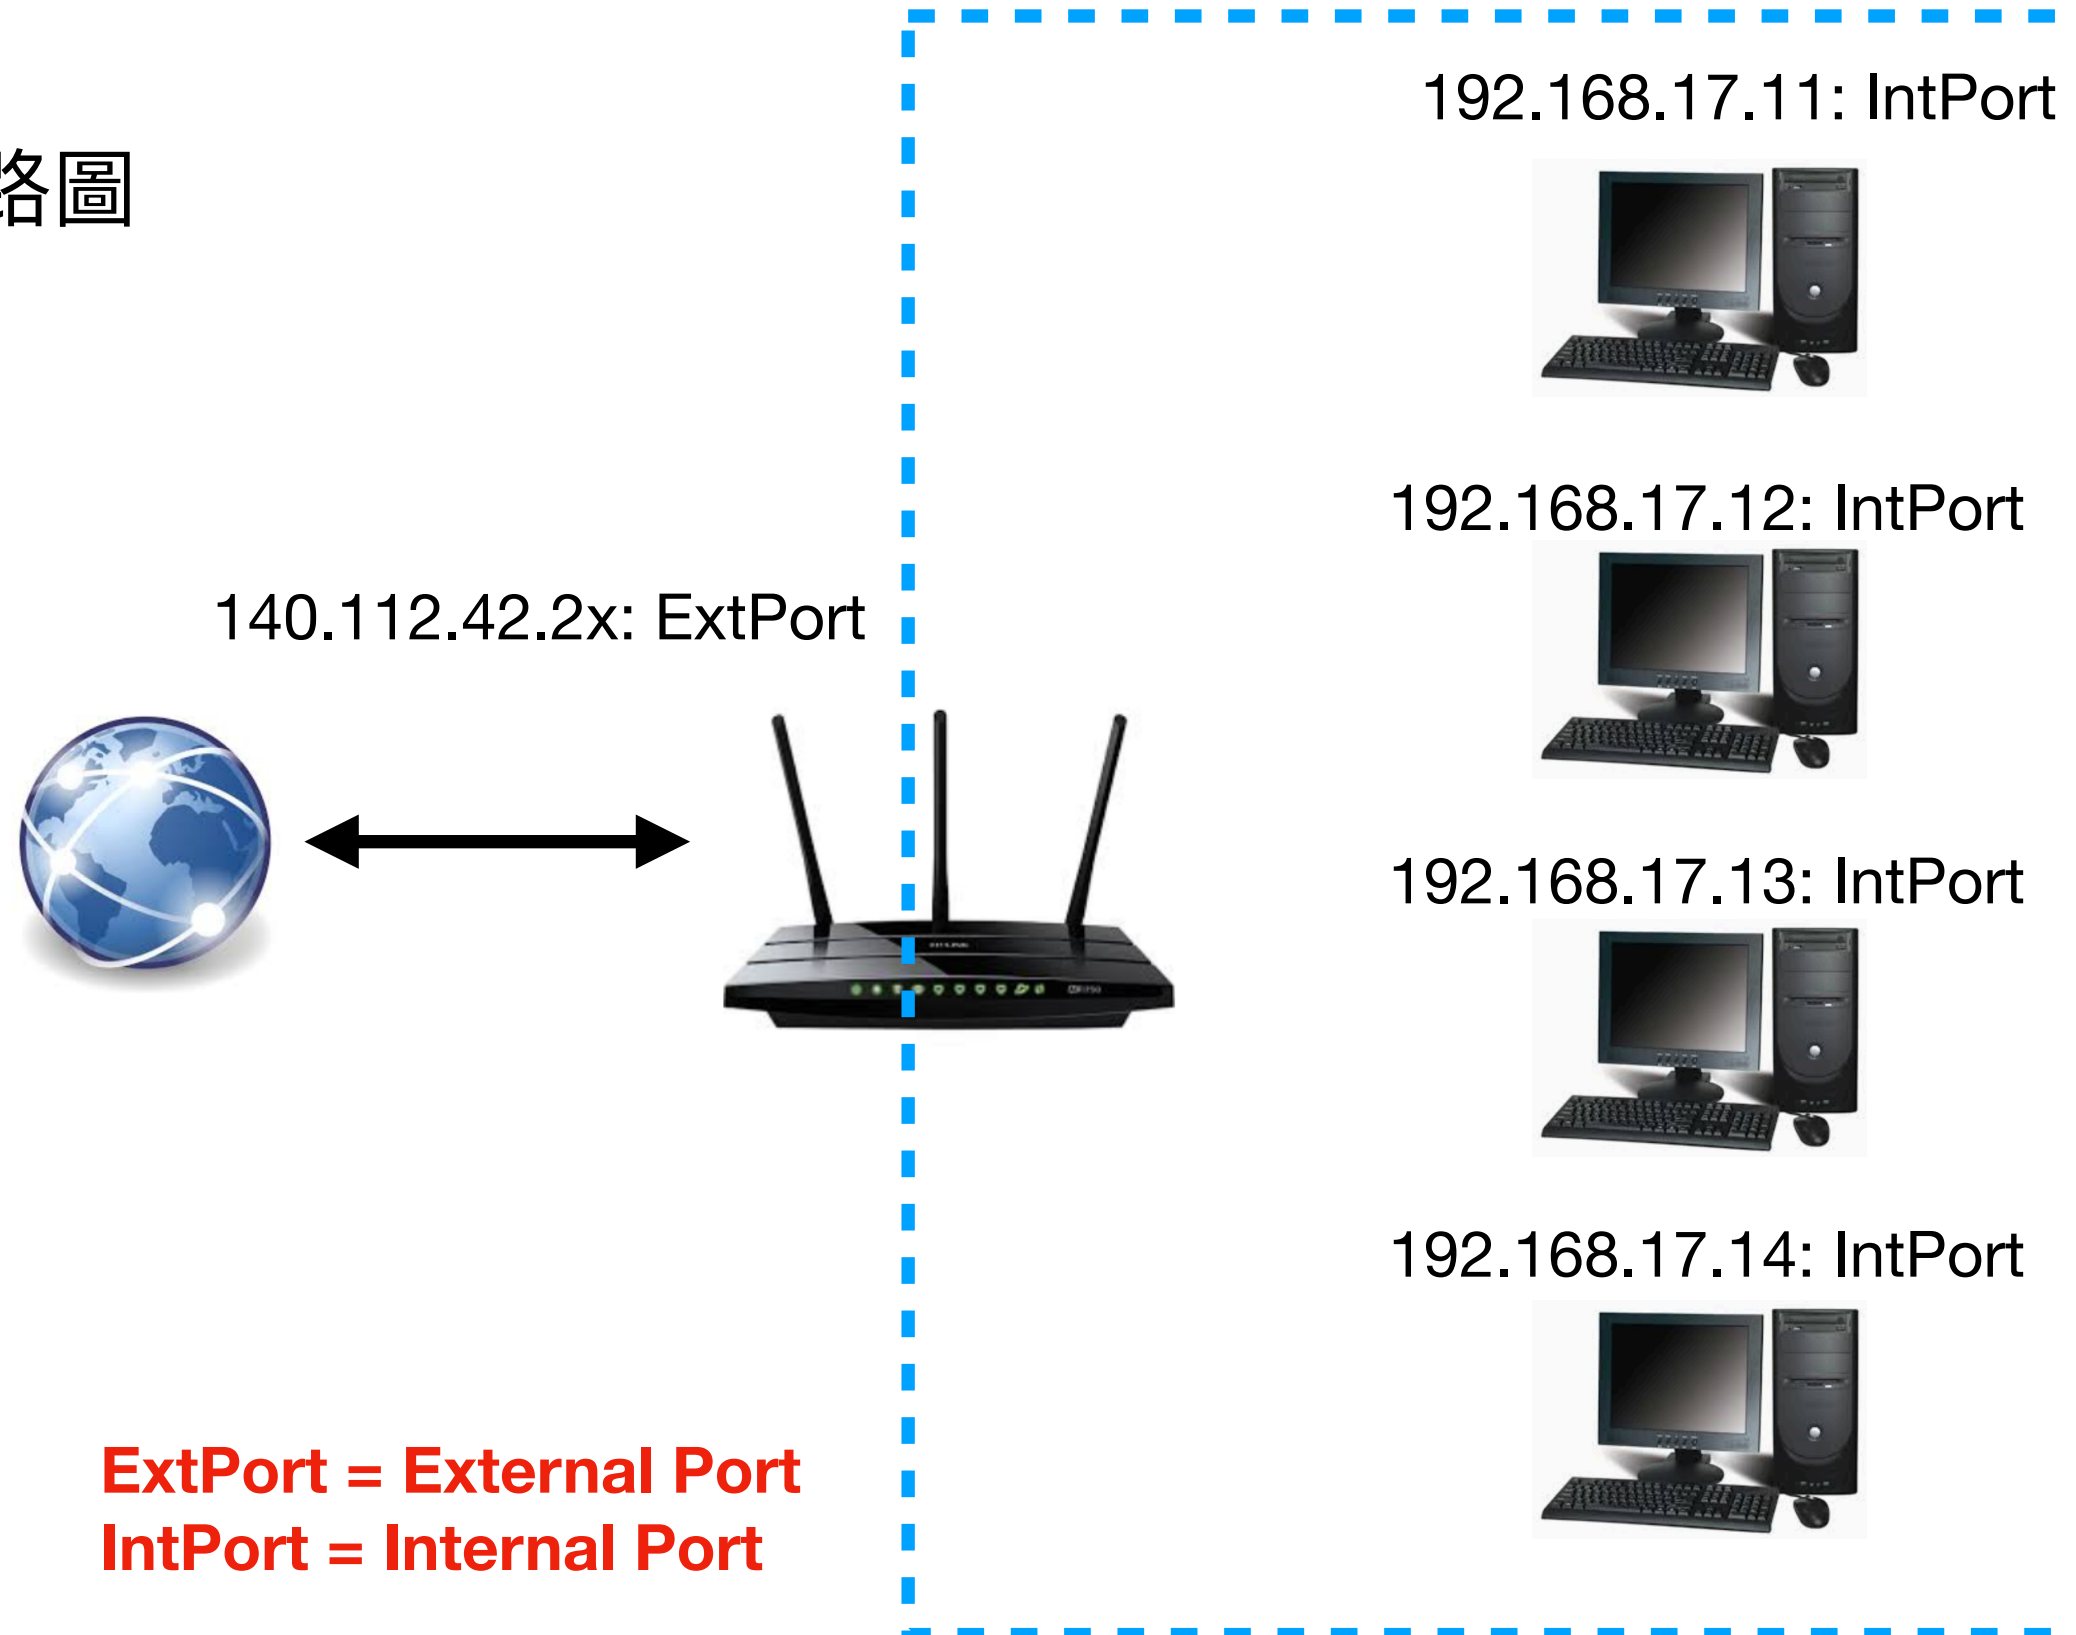 路圖
192.168.17.11: IntPort
192.168.17.12: IntPort
140.112.42.2x: ExtPort
192.168.17.13: IntPort
192.168.17.14: IntPort
ExtPort = External Port
IntPort = Internal Port